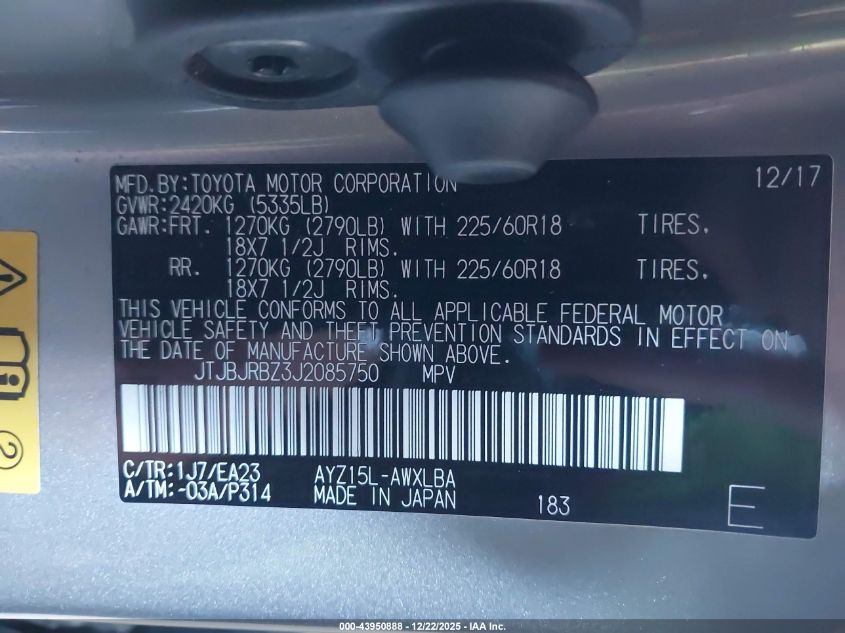 MFD.BY:TOYOTA MOTOR CORPORATION 12/17
GVWR:2420KG (5335LB)
GAWR:FRT. 1270KG (2790LB) WITH 225/60R18 TIRES,
18X7 1/2J RIMS.
RR. 1270KG (2790LB) WITH 225/60R18 TIRES,
18X7 1/2J RIMS.
THIS VEHICLE CONFORMS TO ALL APPLICABLE FEDERAL MOTOR
VEHICLE SAFETY AND THEFT PREVENTION STANDARDS IN EFFECT ON
THE DATE OF MANUFACTURE SHOWN ABOVE.
JTJBJRBZ3J2085750 MPV
C/TR:1J7/EA23 AYZ15L-AWXLBA
A/TM:-03A/P314 MADE IN JAPAN 183 E
2
000-43950888 - 12/22/2025 - IAA Inc.